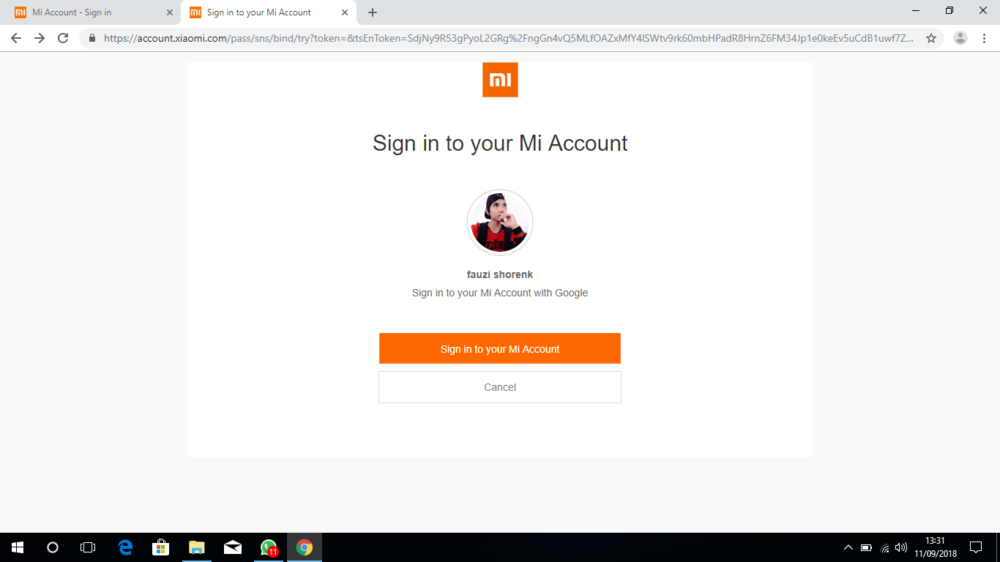 Mi Account - Sign in
Sign in to your Mi Account
https://account.xiaomi.com/pass/sns/bind/try?token=&tsEnToken=SdjNy9R53gPyoL2GRg%2FngGn4vQ5MLfOAZxMfY4lSWtv9rk60mbHPadR8HrnZ6FM34Jp1e0keEv5uCdB1uwf7Z...
mi
Sign in to your Mi Account
fauzi shorenk
Sign in to your Mi Account with Google
Sign in to your Mi Account
Cancel
11
13:31
11/09/2018